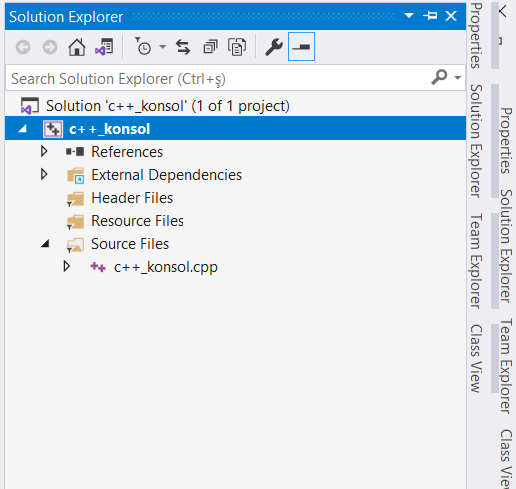 Solution Explorer
Search Solution Explorer (Ctrl+ş)
Solution 'c++_konsol' (1 of 1 project)
c++_konsol
References
External Dependencies
Header Files
Resource Files
Source Files
c++_konsol.cpp
Properties
Solution Explorer
Team Explorer
Class View
Properties
Solution Explorer
Team Explorer
Class View